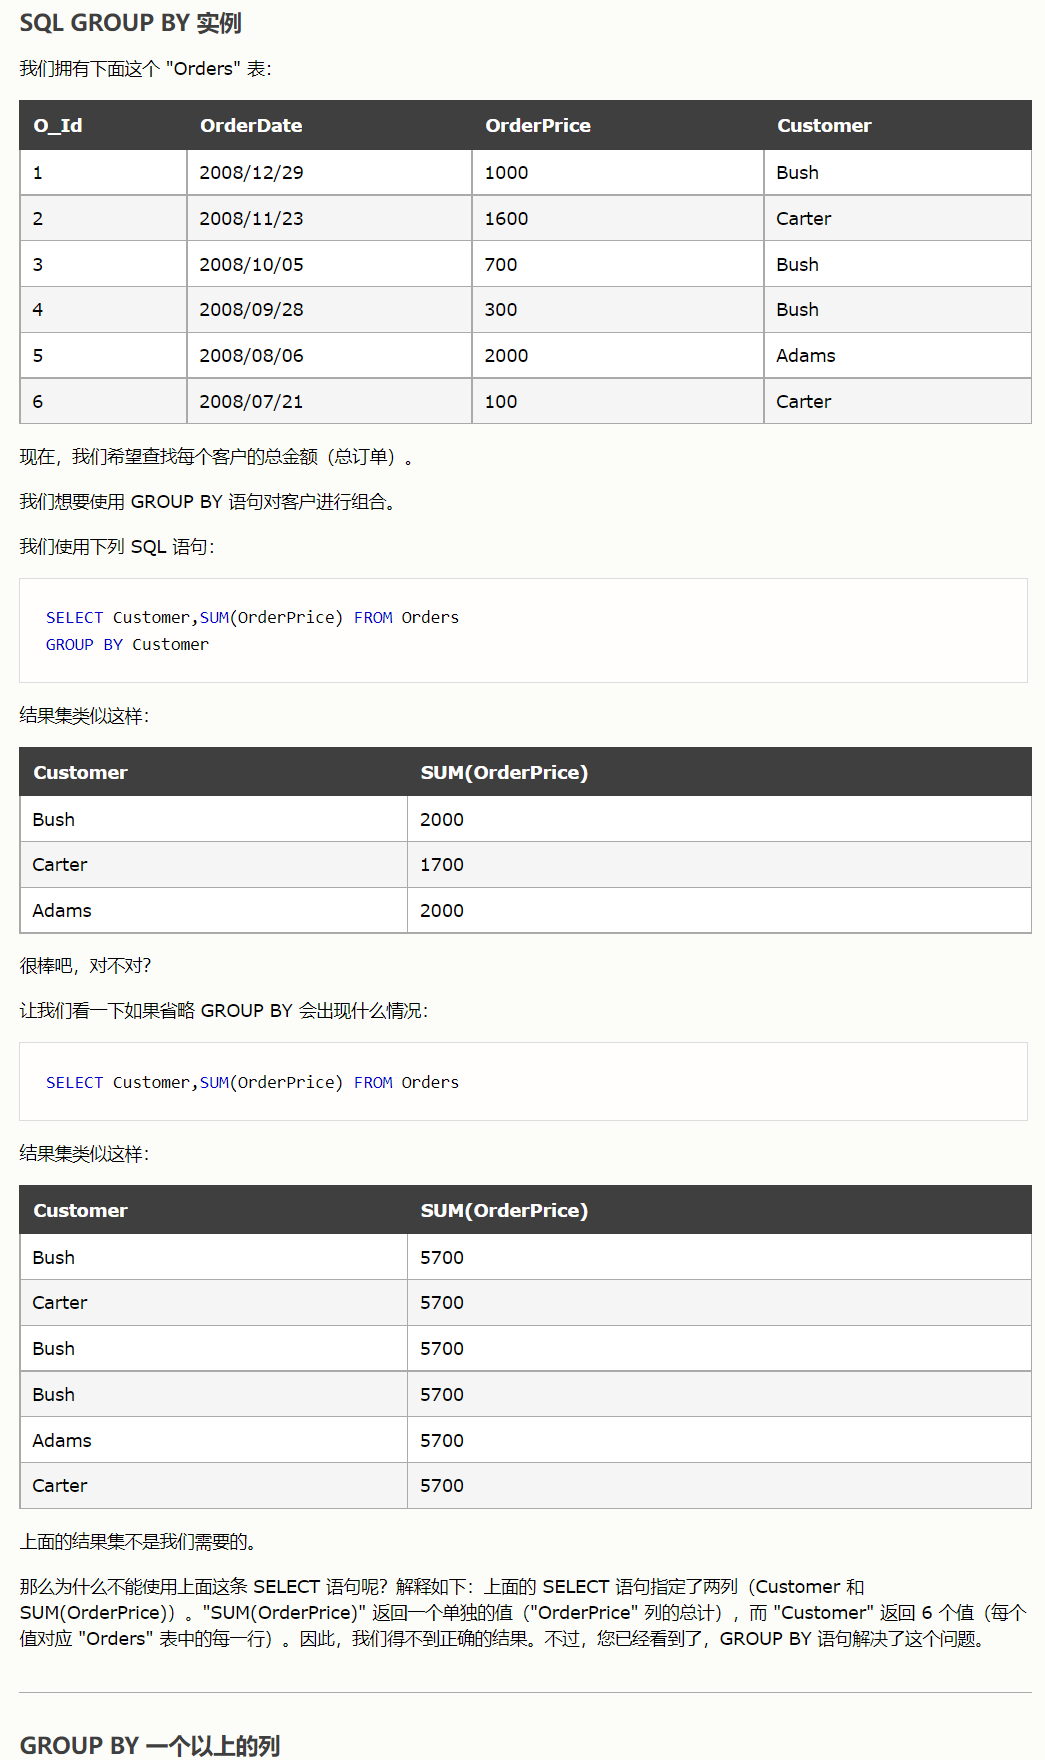 SQL GROUP BY 实例
我们拥有下面这个 "Orders" 表：
O_Id OrderDate OrderPrice Customer
1 2008/12/29 1000 Bush
2 2008/11/23 1600 Carter
3 2008/10/05 700 Bush
4 2008/09/28 300 Bush
5 2008/08/06 2000 Adams
6 2008/07/21 100 Carter
现在，我们希望查找每个客户的总金额（总订单）。
我们想要使用 GROUP BY 语句对客户进行组合。
我们使用下列 SQL 语句：
SELECT Customer,SUM(OrderPrice) FROM Orders
GROUP BY Customer
结果集类似这样：
Customer SUM(OrderPrice)
Bush 2000
Carter 1700
Adams 2000
很棒吧，对不对？
让我们看一下如果省略 GROUP BY 会出现什么情况：
SELECT Customer,SUM(OrderPrice) FROM Orders
结果集类似这样：
Customer SUM(OrderPrice)
Bush 5700
Carter 5700
Bush 5700
Bush 5700
Adams 5700
Carter 5700
上面的结果集不是我们需要的。
那么为什么不能使用上面这条 SELECT 语句呢？解释如下：上面的 SELECT 语句指定了两列（Customer 和
SUM(OrderPrice)）。"SUM(OrderPrice)" 返回一个单独的值（"OrderPrice" 列的总计），而 "Customer" 返回 6 个值（每个
值对应 "Orders" 表中的每一行）。因此，我们得不到正确的结果。不过，您已经看到了，GROUP BY 语句解决了这个问题。
GROUP BY 一个以上的列